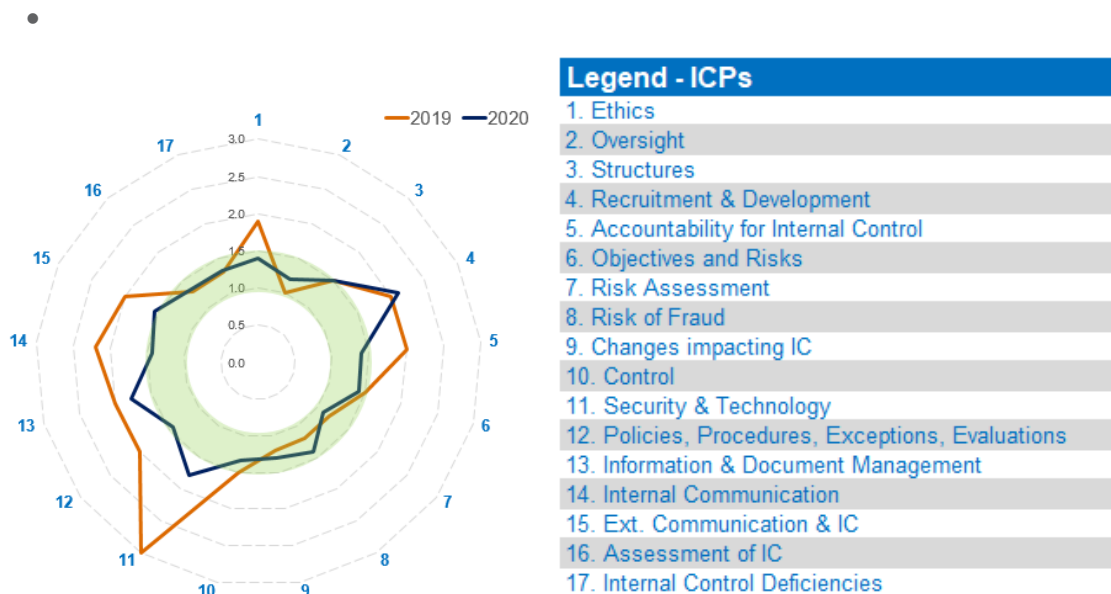 •
Legend - ICPs
1. Ethics
2. Oversight
3. Structures
4. Recruitment & Development
5. Accountability for Internal Control
6. Objectives and Risks
7. Risk Assessment
8. Risk of Fraud
9. Changes impacting IC
10. Control
11. Security & Technology
12. Policies, Procedures, Exceptions, Evaluations
13. Information & Document Management
14. Internal Communication
15. Ext. Communication & IC
16. Assessment of IC
17. Internal Control Deficiencies
2019 2020
1
2
3
4
5
6
7
8
9
10
11
12
13
14
15
16
17
3.0
2.5
2.0
1.5
1.0
0.5
0.0